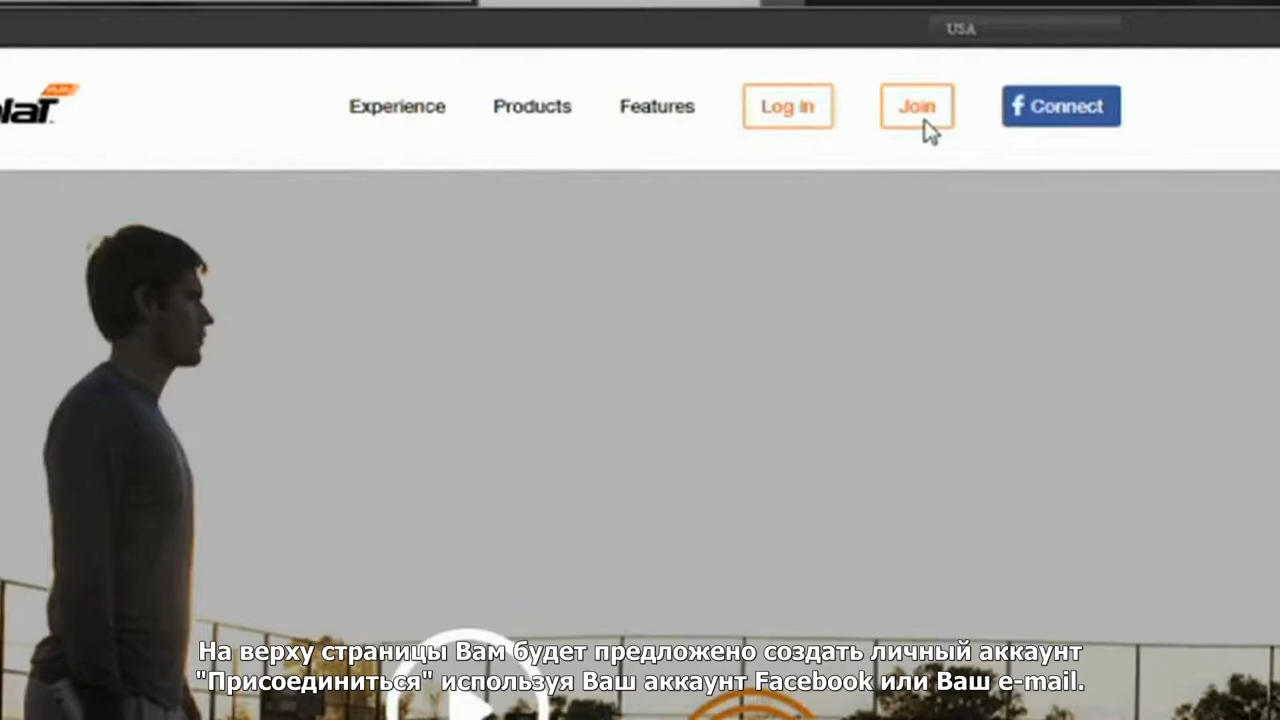 USA
Experience
Products
Features
Log in
Join
f Connect
На верху страницы Вам будет предложено создать личный аккаунт
"Присоединиться" используя Ваш аккаунт Facebook или Ваш e-mail.